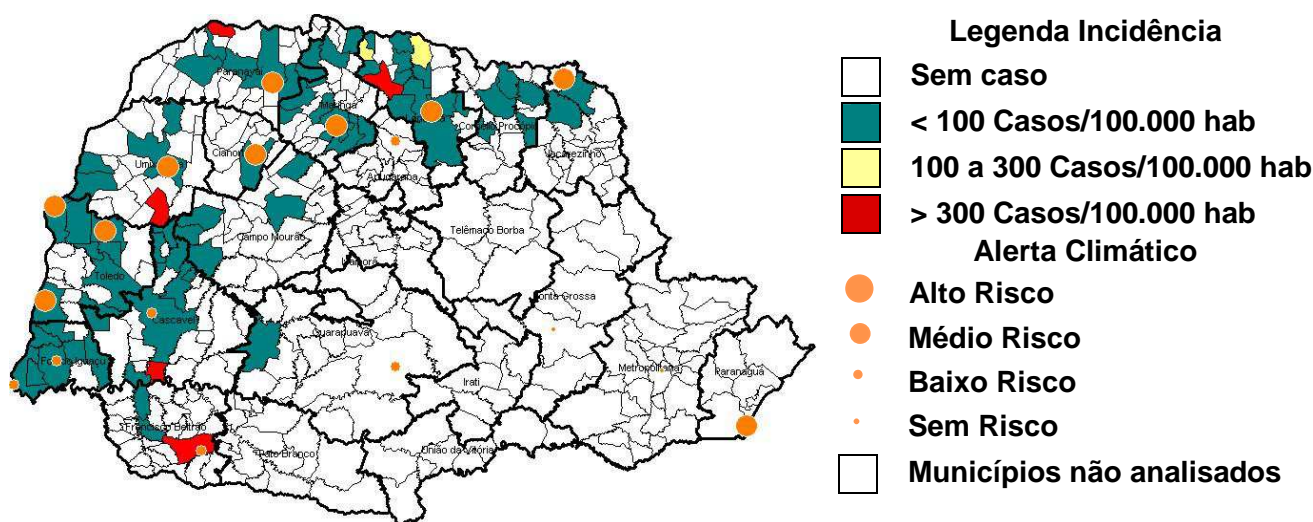 Legenda Incidência
Sem caso
< 100 Casos/100.000 hab
100 a 300 Casos/100.000 hab
> 300 Casos/100.000 hab
Alerta Climático
Alto Risco
Médio Risco
Baixo Risco
Sem Risco
Municípios não analisados
Paranavaí
Maringá
Cornélio Procópio
Jacarezinho
Cianorte
Apucarana
Campo Mourão
Telêmaco Borba
Toledo
Ponta Grossa
Cascavel
Guarapuava
Foz do Iguaçu
Irati
Metropolitana
Paranaguá
Francisco Beltrão
Pato Branco
União da Vitória